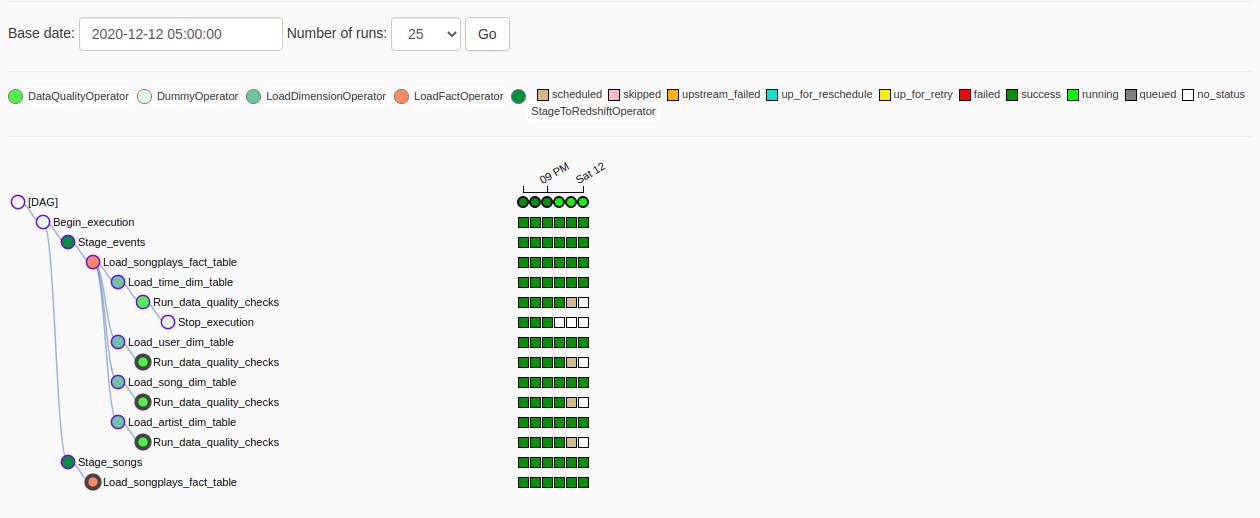 Base date: 2020-12-12 05:00:00 Number of runs: 25 Go
DataQualityOperator DummyOperator LoadDimensionOperator LoadFactOperator scheduled skipped upstream_failed up_for_reschedule up_for_retry failed success running queued no_status
StageToRedshiftOperator
09 PM Sat 12
[DAG]
Begin_execution
Stage_events
Load_songplays_fact_table
Load_time_dim_table
Run_data_quality_checks
Stop_execution
Load_user_dim_table
Run_data_quality_checks
Load_song_dim_table
Run_data_quality_checks
Load_artist_dim_table
Run_data_quality_checks
Stage_songs
Load_songplays_fact_table